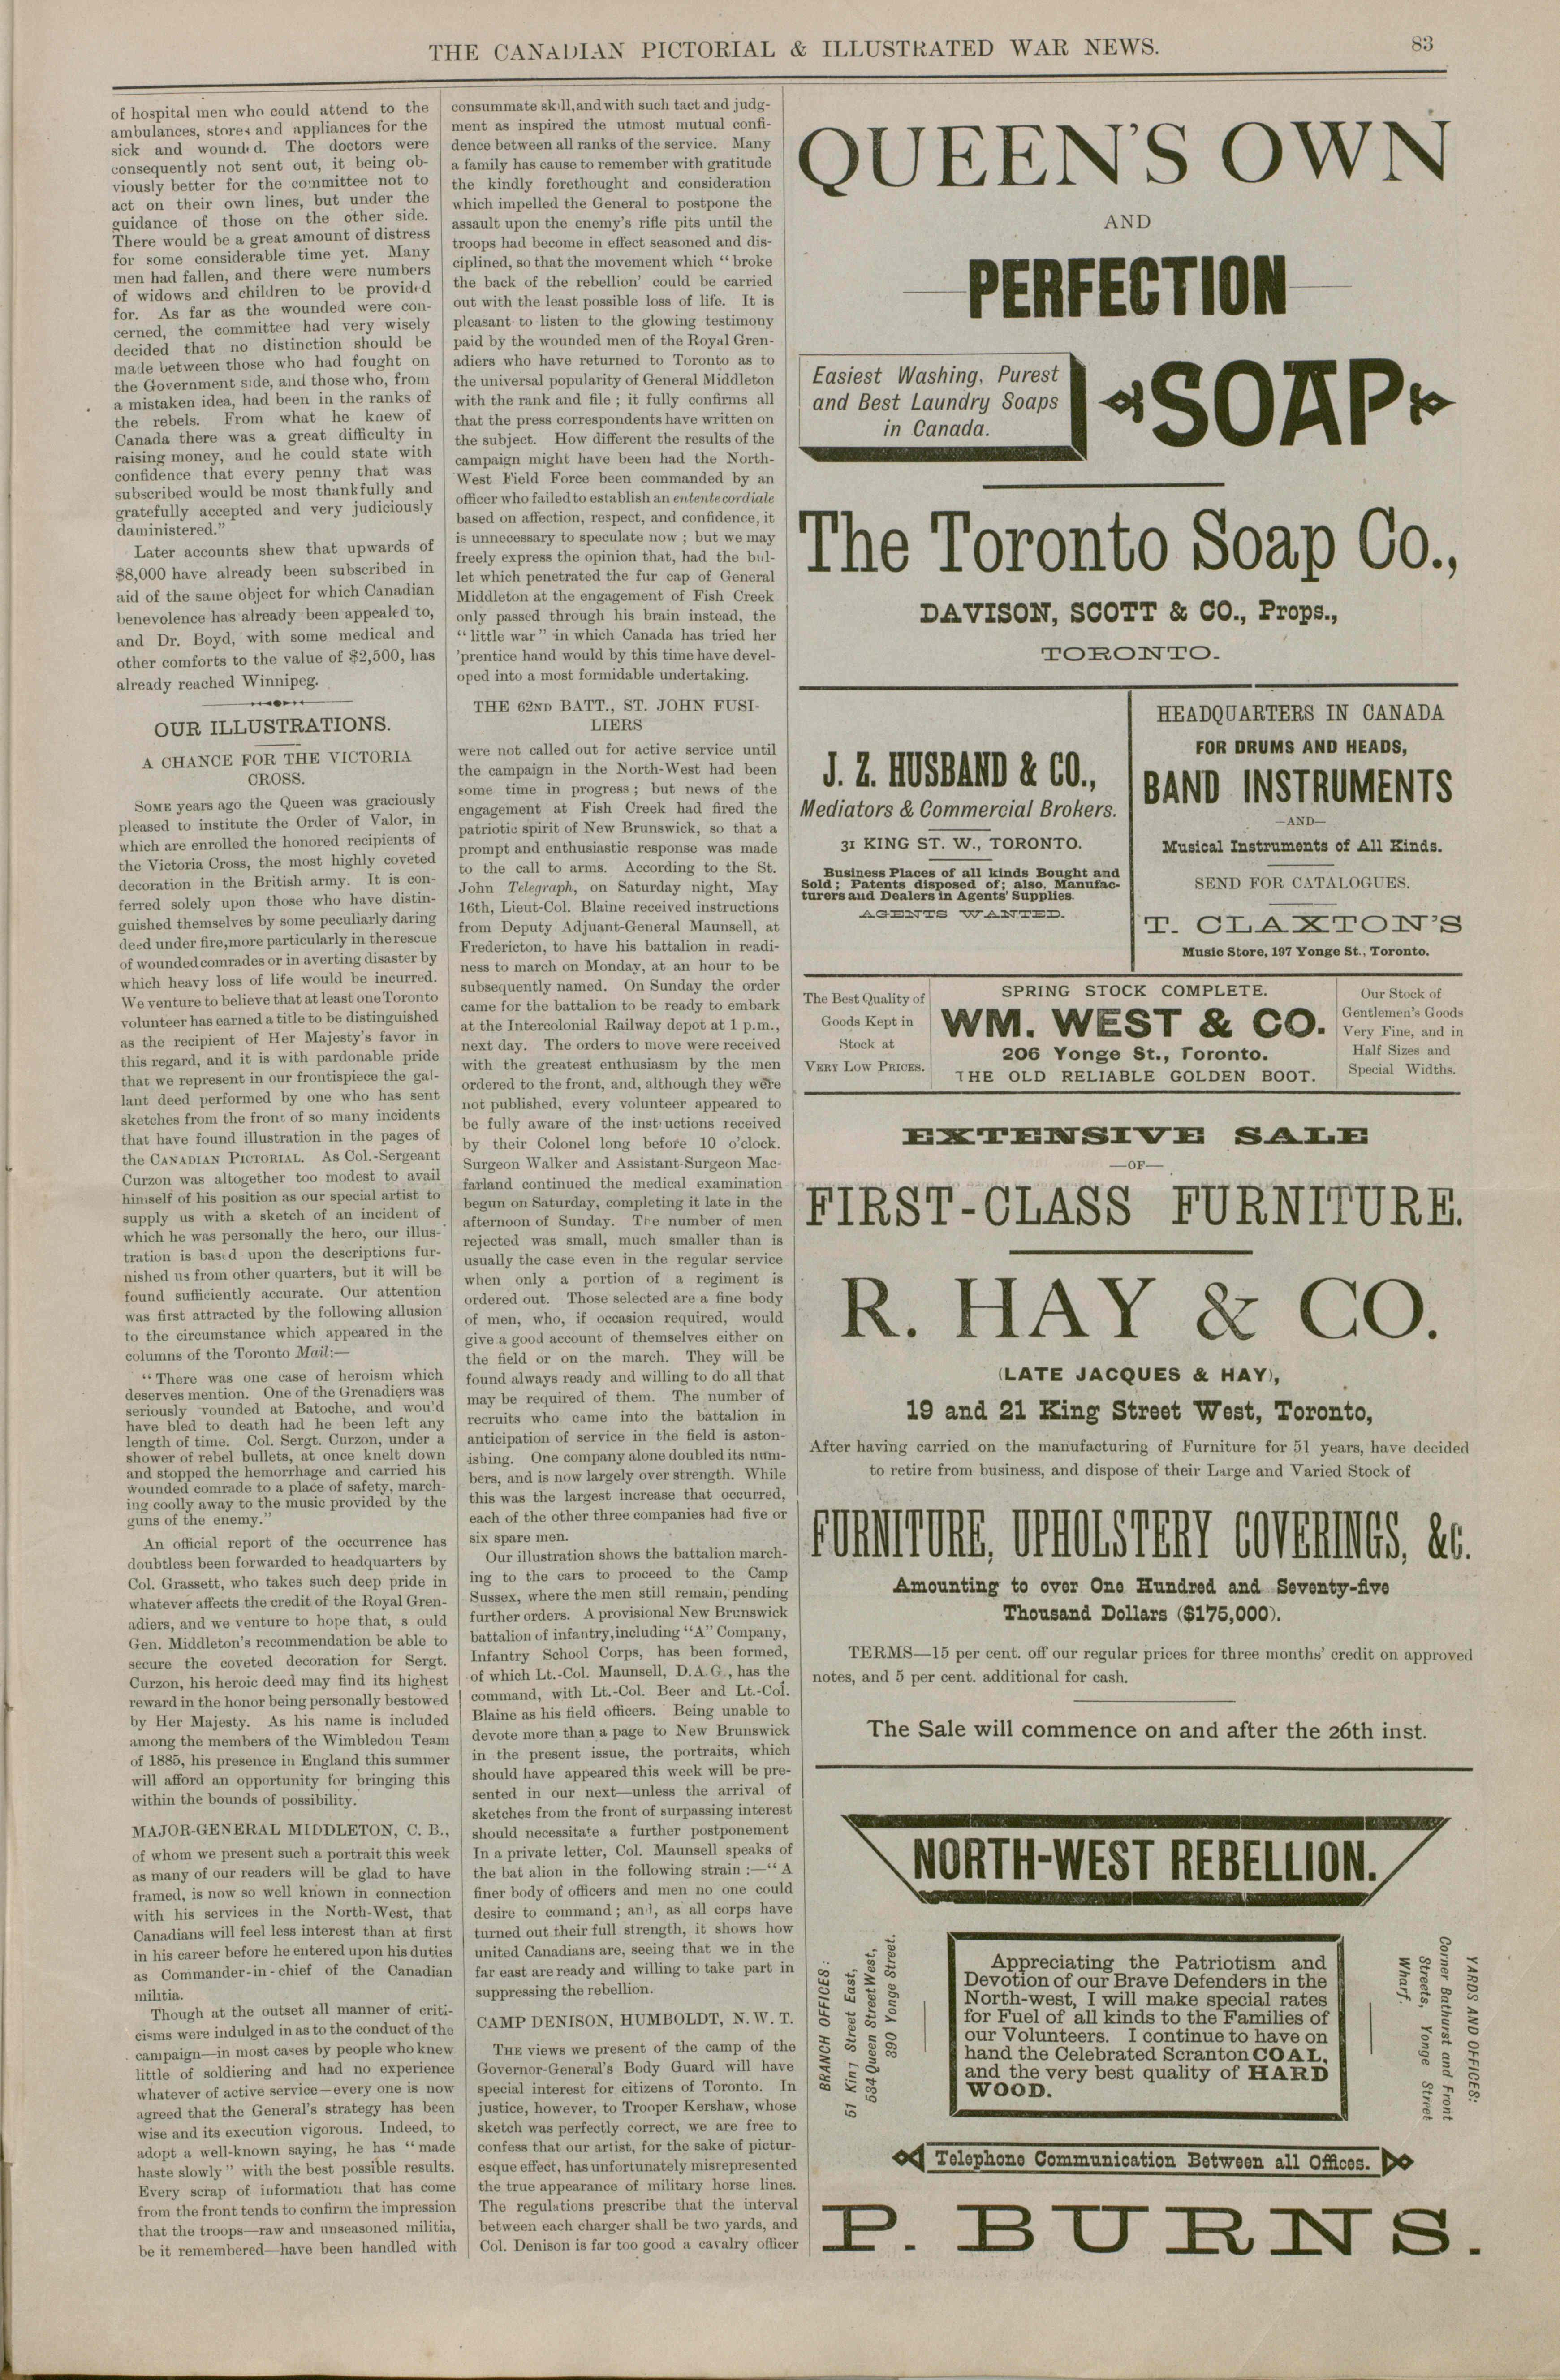 THE CANADIAN PICTORIAL & ILLUSTRATED WAR NEWS.
83
of hospital men who could attend to the
ambulances, stores and appliances for the
sick and wounded. The doctors were
consequently not sent out, it being ob-
viously better for the committee not to
act on their own lines, but under the
guidance of those on the other side.
There would be a great amount of distress
for some considerable time yet. Many
men had fallen, and there were numbers
of widows and children to be provided
for. As far as the wounded were con-
cerned, the committee had very wisely
decided that no distinction should be
made between those who had fought on
the Government side, and those who, from
a mistaken idea, had been in the ranks of
the rebels. From what he knew of
Canada there was a great difficulty in
raising money, and he could state with
confidence that every penny that was
subscribed would be most thankfully and
gratefully accepted and very judiciously
daministered."
Later accounts shew that upwards of
$8,000 have already been subscribed in
aid of the same object for which Canadian
benevolence has already been appealed to,
and Dr. Boyd, with some medical and
other comforts to the value of $2,500, has
already reached Winnipeg.
OUR ILLUSTRATIONS.
A CHANCE FOR THE VICTORIA
CROSS.
SOME years ago the Queen was graciously
pleased to institute the Order of Valor, in
which are enrolled the honored recipients of
the Victoria Cross, the most highly coveted
decoration in the British army. It is con-
ferred solely upon those who have distin-
guished themselves by some peculiarly daring
deed under fire, more particularly in the rescue
of wounded comrades or in averting disaster by
which heavy loss of life would be incurred.
We venture to believe that at least one Toronto
volunteer has earned a title to be distinguished
as the recipient of Her Majesty's favor in
this regard, and it is with pardonable pride
that we represent in our frontispiece the gal-
lant deed performed by one who has sent
sketches from the front of so many incidents
that have found illustration in the pages of
the CANADIAN PICTORIAL. As Col.-Sergeant
Curzon was altogether too modest to avail
himself of his position as our special artist to
supply us with a sketch of an incident of
which he was personally the hero, our illus-
tration is based upon the descriptions fur-
nished us from other quarters, but it will be
found sufficiently accurate. Our attention
was first attracted by the following allusion
to the circumstance which appeared in the
columns of the Toronto Mail:—
"There was one case of heroism which
deserves mention. One of the Grenadiers was
seriously wounded at Batoche, and wou'd
have bled to death had he been left any
length of time. Col. Sergt. Curzon, under a
shower of rebel bullets, at once knelt down
and stopped the hemorrhage and carried his
wounded comrade to a place of safety, march-
ing coolly away to the music provided by the
guns of the enemy."
An official report of the occurrence has
doubtless been forwarded to headquarters by
Col. Grassett, who takes such deep pride in
whatever affects the credit of the Royal Gren-
adiers, and we venture to hope that, s ould
Gen. Middleton's recommendation be able to
secure the coveted decoration for Sergt.
Curzon, his heroic deed may find its highest
reward in the honor being personally bestowed
by Her Majesty. As his name is included
among the members of the Wimbledon Team
of 1885, his presence in England this summer
will afford an opportunity for bringing this
within the bounds of possibility.
MAJOR-GENERAL MIDDLETON, C. B.,
of whom we present such a portrait this week
as many of our readers will be glad to have
framed, is now so well known in connection
with his services in the North-West, that
Canadians will feel less interest than at first
in his career before he entered upon his duties
as Commander-in-chief of the Canadian
militia.
Though at the outset all manner of criti-
cisms were indulged in as to the conduct of the
campaign—in most cases by people who knew
little of soldiering and had no experience
whatever of active service—every one is now
agreed that the General's strategy has been
wise and its execution vigorous. Indeed, to
adopt a well-known saying, he has "made
haste slowly" with the best possible results.
Every scrap of information that has come
from the front tends to confirm the impression
that the troops—raw and unseasoned militia,
be it remembered—have been handled with
consummate skill, and with such tact and judg-
ment as inspired the utmost mutual confi-
dence between all ranks of the service. Many
a family has cause to remember with gratitude
the kindly forethought and consideration
which impelled the General to postpone the
assault upon the enemy's rifle pits until the
troops had become in effect seasoned and dis-
ciplined, so that the movement which "broke
the back of the rebellion' could be carried
out with the least possible loss of life. It is
pleasant to listen to the glowing testimony
paid by the wounded men of the Royal Gren-
adiers who have returned to Toronto as to
the universal popularity of General Middleton
with the rank and file; it fully confirms all
that the press correspondents have written on
the subject. How different the results of the
campaign might have been had the North-
West Field Force been commanded by an
officer who failed to establish an entente cordiale
based on affection, respect, and confidence, it
is unnecessary to speculate now; but we may
freely express the opinion that, had the bul-
let which penetrated the fur cap of General
Middleton at the engagement of Fish Creek
only passed through his brain instead, the
"little war" in which Canada has tried her
'prentice hand would by this time have devel-
oped into a most formidable undertaking.
THE 62ND BATT., ST. JOHN FUSI-
LIERS
were not called out for active service until
the campaign in the North-West had been
some time in progress; but news of the
engagement at Fish Creek had fired the
patriotic spirit of New Brunswick, so that a
prompt and enthusiastic response was made
to the call to arms. According to the St.
John Telegraph, on Saturday night, May
16th, Lieut-Col. Blaine received instructions
from Deputy Adjuant-General Maunsell, at
Fredericton, to have his battalion in readi-
ness to march on Monday, at an hour to be
subsequently named. On Sunday the order
came for the battalion to be ready to embark
at the Intercolonial Railway depot at 1 p.m.,
next day. The orders to move were received
with the greatest enthusiasm by the men
ordered to the front, and, although they were
not published, every volunteer appeared to
be fully aware of the inst uctions received
by their Colonel long before 10 o'clock.
Surgeon Walker and Assistant-Surgeon Mac-
farland continued the medical examination
begun on Saturday, completing it late in the
afternoon of Sunday. The number of men
rejected was small, much smaller than is
usually the case even in the regular service
when only a portion of a regiment is
ordered out. Those selected are a fine body
of men, who, if occasion required, would
give a good account of themselves either on
the field or on the march. They will be
found always ready and willing to do all that
may be required of them. The number of
recruits who came into the battalion in
anticipation of service in the field is aston-
ishing. One company alone doubled its num-
bers, and is now largely over strength. While
this was the largest increase that occurred,
each of the other three companies had five or
six spare men.
Our illustration shows the battalion march-
ing to the cars to proceed to the Camp
Sussex, where the men still remain, pending
further orders. A provisional New Brunswick
battalion of infantry, including "A" Company,
Infantry School Corps, has been formed,
of which Lt.-Col. Maunsell, D.A.G., has the
command, with Lt.-Col. Beer and Lt.-Col.
Blaine as his field officers. Being unable to
devote more than a page to New Brunswick
in the present issue, the portraits, which
should have appeared this week will be pre-
sented in our next—unless the arrival of
sketches from the front of surpassing interest
should necessitate a further postponement
In a private letter, Col. Maunsell speaks of
the bat alion in the following strain:—"A
finer body of officers and men no one could
desire to command; and, as all corps have
turned out their full strength, it shows how
united Canadians are, seeing that we in the
far east are ready and willing to take part in
suppressing the rebellion.
CAMP DENISON, HUMBOLDT, N. W. T.
THE views we present of the camp of the
Governor-General's Body Guard will have
special interest for citizens of Toronto. In
justice, however, to Trooper Kershaw, whose
sketch was perfectly correct, we are free to
confess that our artist, for the sake of pictur-
esque effect, has unfortunately misrepresented
the true appearance of military horse lines.
The regulations prescribe that the interval
between each charger shall be two yards, and
Col. Denison is far too good a cavalry officer
QUEEN'S OWN
AND
PERFECTION
Easiest Washing, Purest
and Best Laundry Soaps
in Canada.
SOAP
The Toronto Soap Co.,
DAVISON, SCOTT & CO., Props.,
TORONTO.
J. Z. HUSBAND & CO.,
Mediators & Commercial Brokers.
31 KING ST. W., TORONTO.
Business Places of all kinds Bought and
Sold; Patents disposed of; also, Manufac-
turers and Dealers in Agents' Supplies.
AGENTS WANTED.
HEADQUARTERS IN CANADA
FOR DRUMS AND HEADS,
BAND INSTRUMENTS
—AND—
Musical Instruments of All Kinds.
SEND FOR CATALOGUES.
T. CLAXTON'S
Music Store, 197 Yonge St., Toronto.
The Best Quality of
Goods Kept in
Stock at
VERY LOW PRICES.
SPRING STOCK COMPLETE.
WM. WEST & CO.
206 Yonge St., Toronto.
THE OLD RELIABLE GOLDEN BOOT.
Our Stock of
Gentlemen's Goods
Very Fine, and in
Half Sizes and
Special Widths.
EXTENSIVE SALE
—OF—
FIRST-CLASS FURNITURE.
R. HAY & CO.
(LATE JACQUES & HAY),
19 and 21 King Street West, Toronto,
After having carried on the manufacturing of Furniture for 51 years, have decided
to retire from business, and dispose of their Large and Varied Stock of
FURNITURE, UPHOLSTERY COVERINGS, &c.
Amounting to over One Hundred and Seventy-five
Thousand Dollars ($175,000).
TERMS—15 per cent. off our regular prices for three months' credit on approved
notes, and 5 per cent. additional for cash.
The Sale will commence on and after the 26th inst.
NORTH-WEST REBELLION.
BRANCH OFFICES:
51 King Street East,
534 Queen Street West,
390 Yonge Street.
Appreciating the Patriotism and
Devotion of our Brave Defenders in the
North-west, I will make special rates
for Fuel of all kinds to the Families of
our Volunteers. I continue to have on
hand the Celebrated Scranton COAL,
and the very best quality of HARD
WOOD.
YARDS AND OFFICES:
Corner Bathurst and Front
Streets, Yonge Street
Wharf.
Telephone Communication Between all Offices.
P. BURNS.